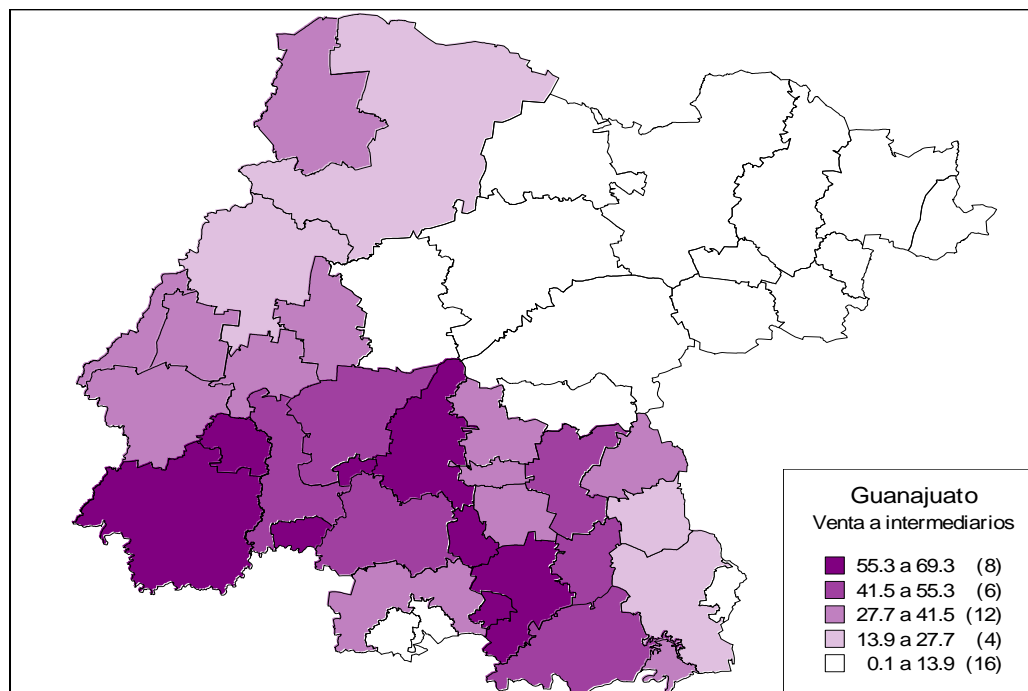 Guanajuato
Venta a intermediarios
55.3 a 69.3 (8)
41.5 a 55.3 (6)
27.7 a 41.5 (12)
13.9 a 27.7 (4)
0.1 a 13.9 (16)